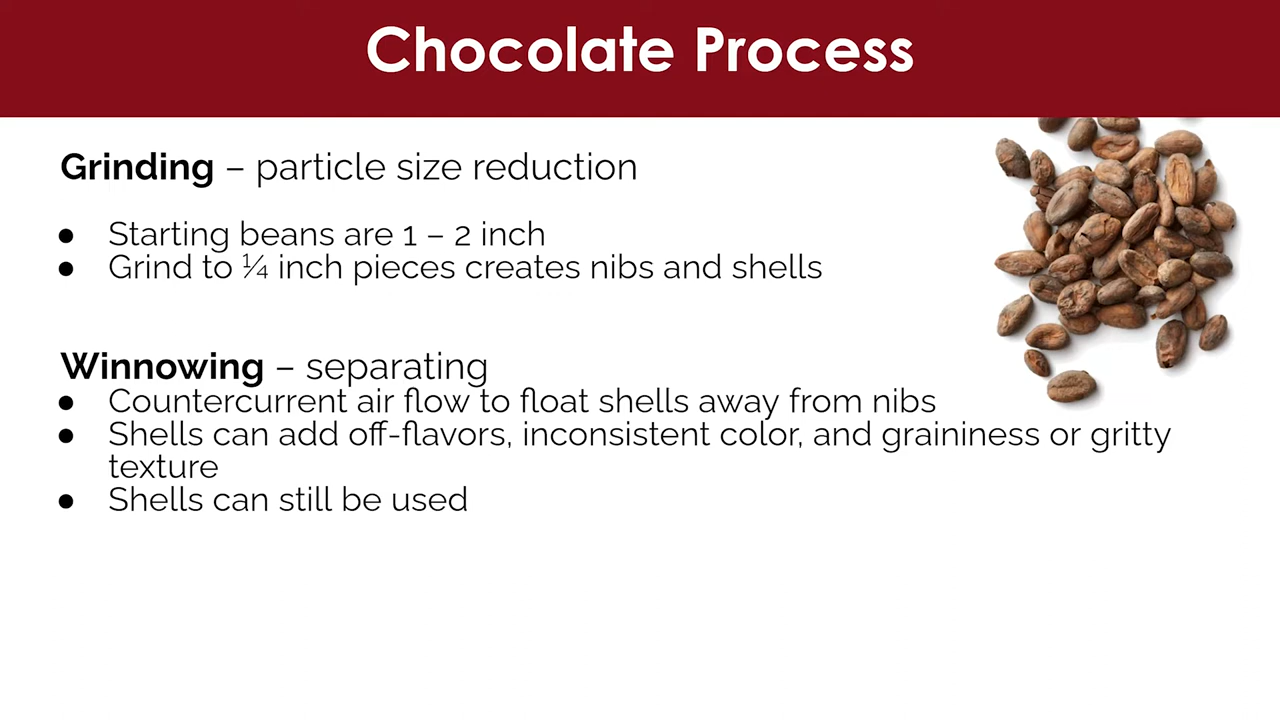 Chocolate Process
Grinding – particle size reduction
● Starting beans are 1 – 2 inch
● Grind to ¼ inch pieces creates nibs and shells
Winnowing – separating
● Countercurrent air flow to float shells away from nibs
● Shells can add off-flavors, inconsistent color, and graininess or gritty
texture
● Shells can still be used